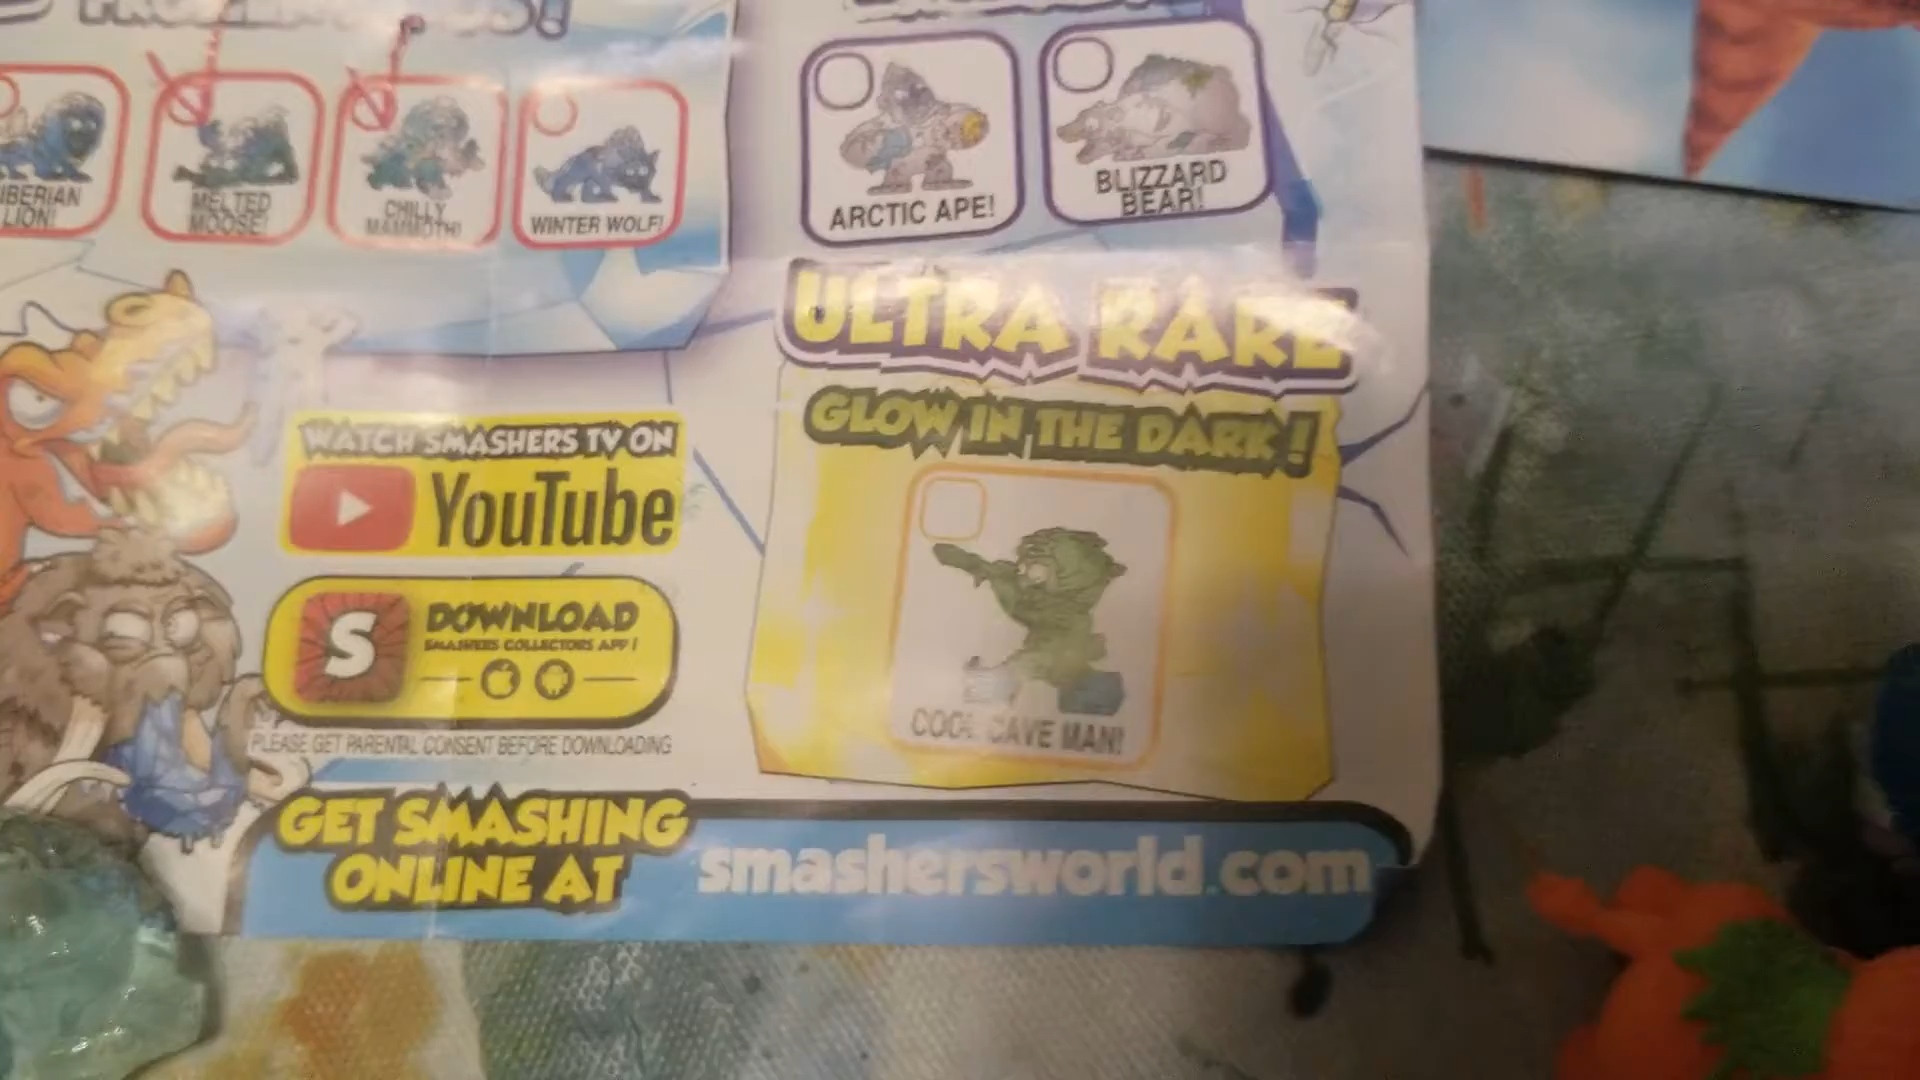 IBERIAN
LION!
MELTED
MOOSE!
CHILLY
MAMMOTH!
WINTER WOLF!
ARCTIC APE!
BLIZZARD
BEAR!
ULTRA RARE
GLOW IN THE DARK!
COOL CAVE MAN!
WATCH SMASHERS TV ON
YouTube
S
DOWNLOAD
SMASHERS COLLECTORS APP!
PLEASE GET PARENTAL CONSENT BEFORE DOWNLOADING
GET SMASHING
ONLINE AT
smashersworld.com